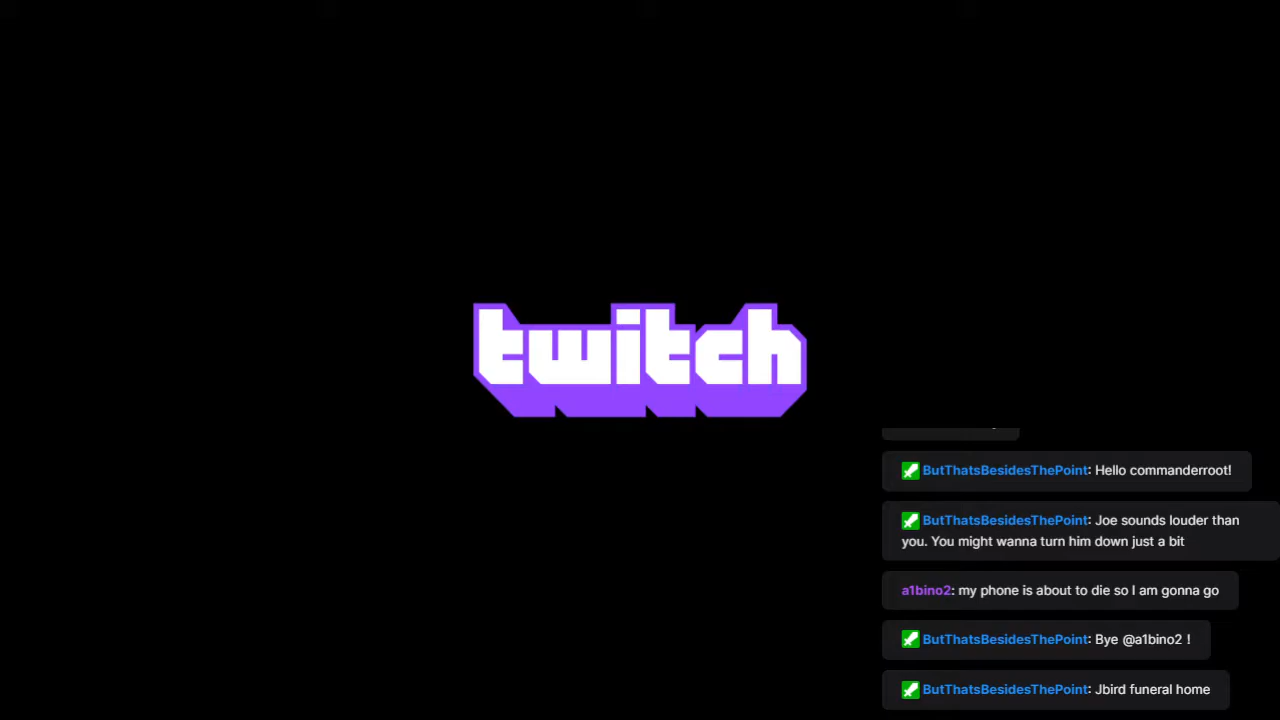 twitch
ButThatsBesidesThePoint: Hello commanderroot!
ButThatsBesidesThePoint: Joe sounds louder than
you. You might wanna turn him down just a bit
a1bino2: my phone is about to die so I am gonna go
ButThatsBesidesThePoint: Bye @a1bino2 !
ButThatsBesidesThePoint: Jbird funeral home